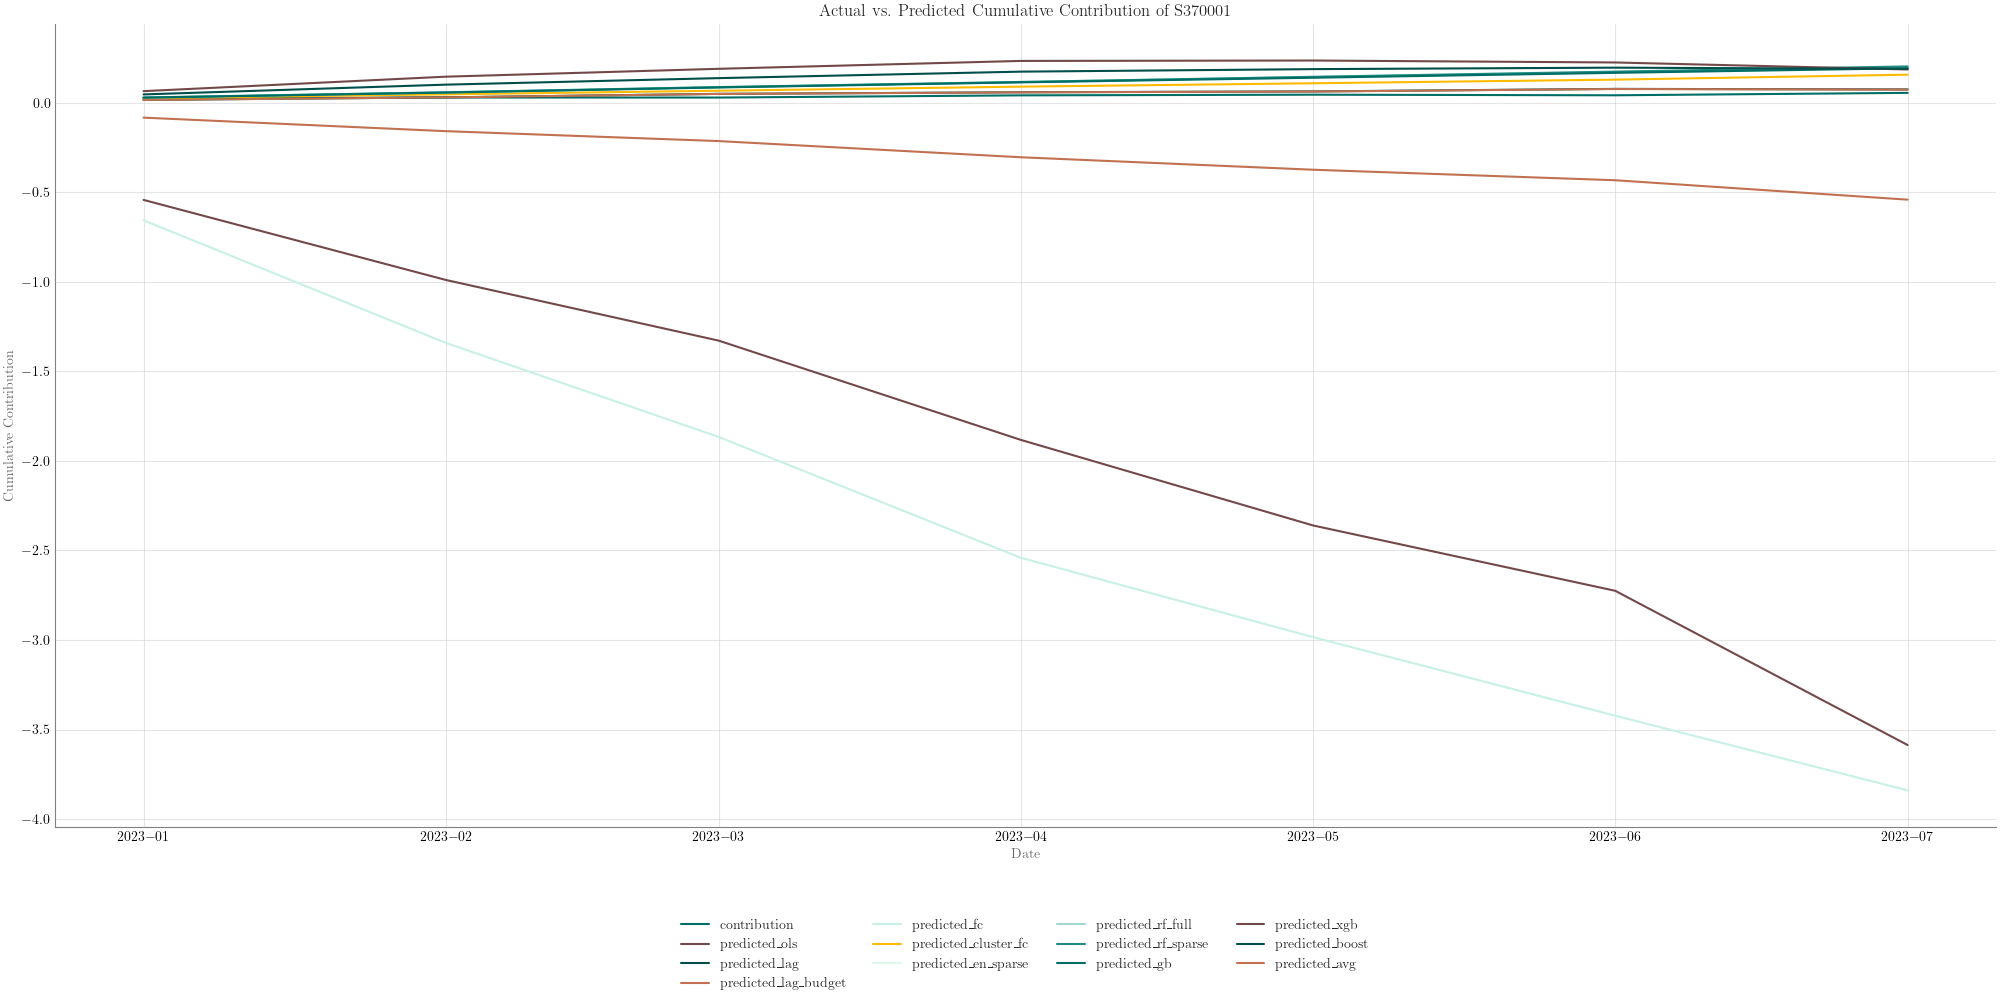 Actual vs. Predicted Cumulative Contribution of S370001
Cumulative Contribution
0.0
−0.5
−1.0
−1.5
−2.0
−2.5
−3.0
−3.5
−4.0
2023−01 2023−02 2023−03 2023−04 2023−05 2023−06 2023−07
Date
contribution predicted_fc predicted_rf_full predicted_xgb
predicted_ols predicted_cluster_fc predicted_rf_sparse predicted_boost
predicted_lag predicted_en_sparse predicted_gb predicted_avg
predicted_lag_budget